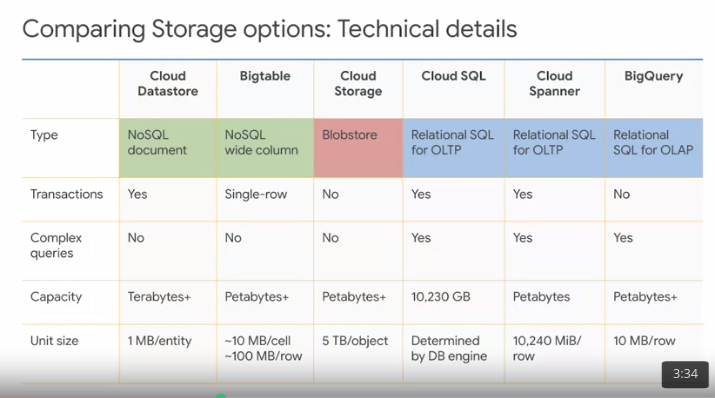 Comparing Storage options: Technical details
Cloud Datastore Bigtable Cloud Storage Cloud SQL Cloud Spanner BigQuery
Type NoSQL document NoSQL wide column Blobstore Relational SQL for OLTP Relational SQL for OLTP Relational SQL for OLAP
Transactions Yes Single-row No Yes Yes No
Complex queries No No No Yes Yes Yes
Capacity Terabytes+ Petabytes+ Petabytes+ 10,230 GB Petabytes Petabytes+
Unit size 1 MB/entity ~10 MB/cell ~100 MB/row 5 TB/object Determined by DB engine 10,240 MiB/ row 10 MB/row
3:34